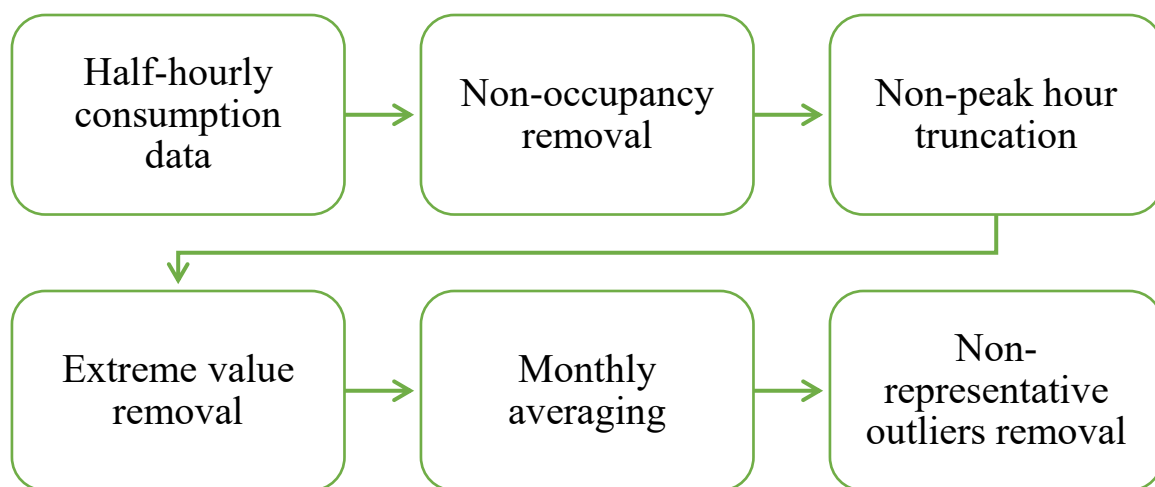 Half-hourly
consumption
data
Non-occupancy
removal
Non-peak hour
truncation
Extreme value
removal
Monthly
averaging
Non-
representative
outliers removal